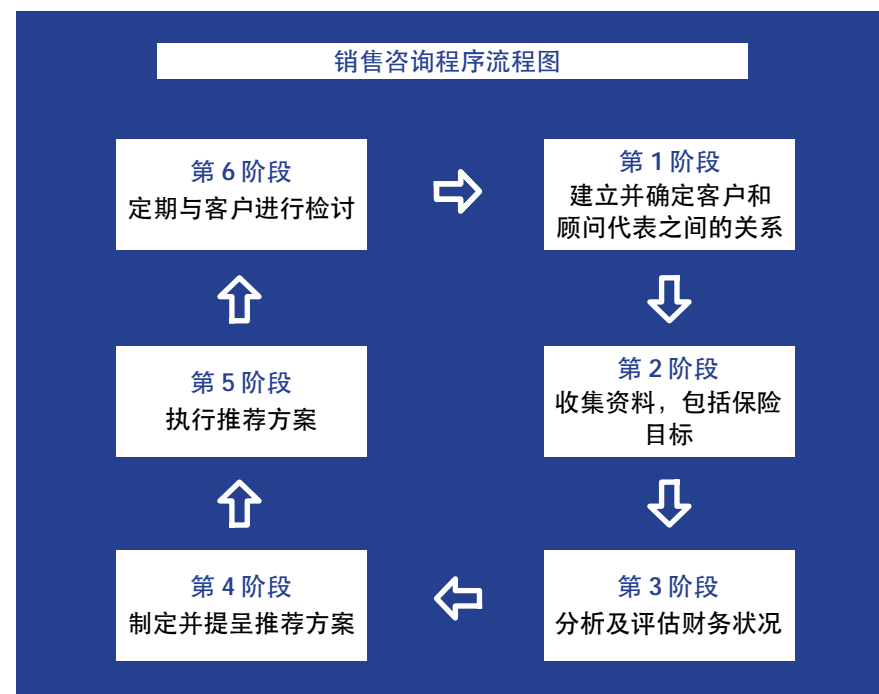 销售咨询程序流程图
第 6 阶段
定期与客户进行检讨
第 1 阶段
建立并确定客户和
顾问代表之间的关系
第 5 阶段
执行推荐方案
第 2 阶段
收集资料，包括保险
目标
第 4 阶段
制定并提呈推荐方案
第 3 阶段
分析及评估财务状况